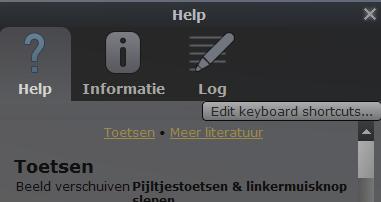 Help
Help Informatie Log
Edit keyboard shortcuts...
Toetsen • Meer literatuur
Toetsen
Beeld verschuiven Pijltjestoetsen & linkermuisknop
slepen